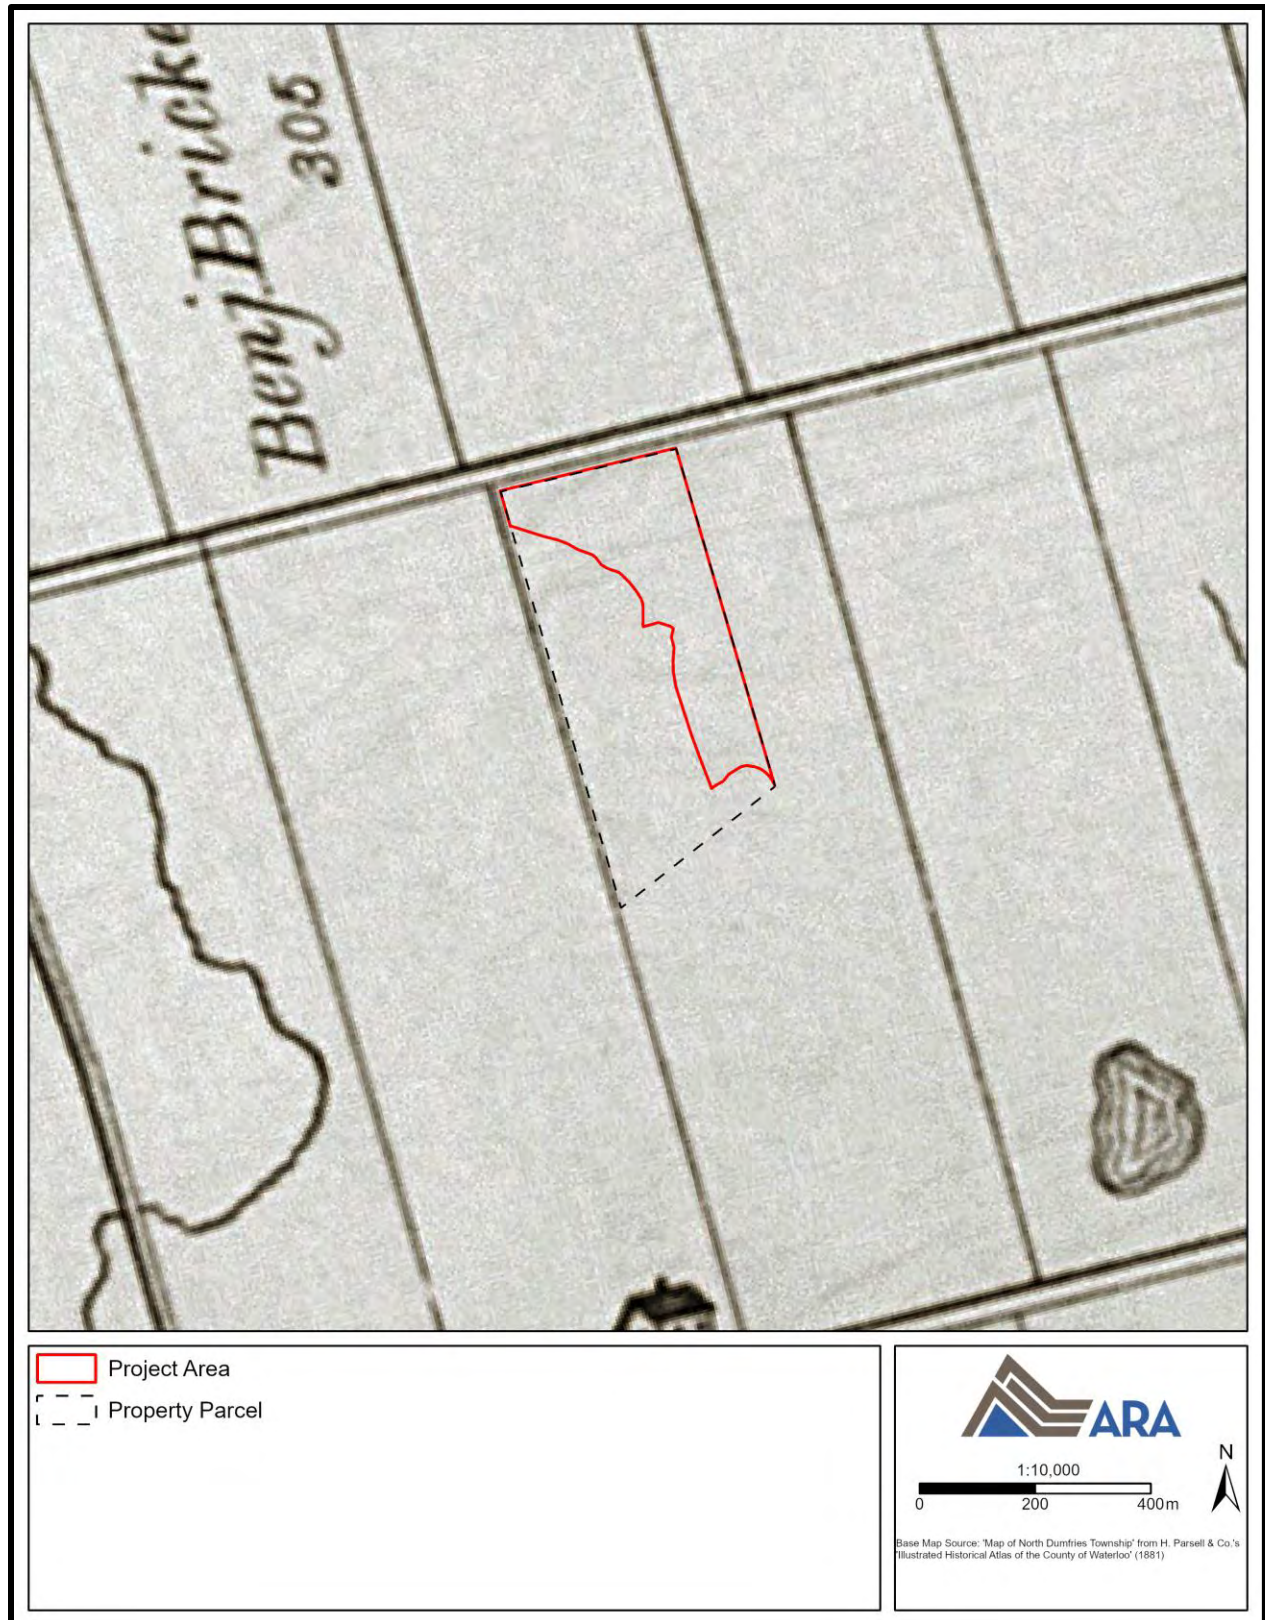 Benj. Bricke
305
Project Area
Property Parcel
ARA
N
1:10,000
0 200 400m
Base Map Source: 'Map of North Dumfries Township' from H. Parsell & Co.'s
'Illustrated Historical Atlas of the County of Waterloo' (1881)